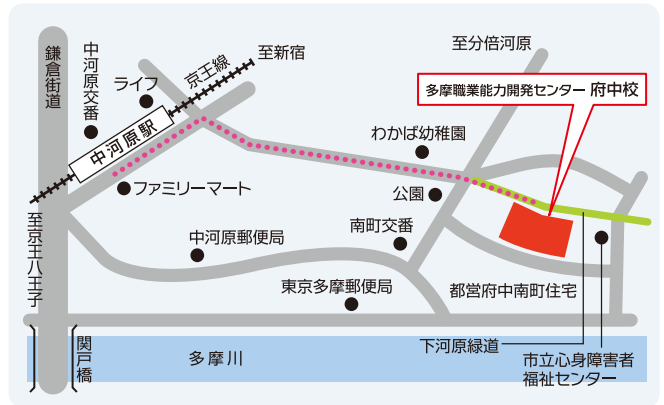 鎌倉街道
中河原交番
ライフ
京王線
至新宿
至分倍河原
多摩職業能力開発センター 府中校
中河原駅
わかば幼稚園
ファミリーマート
公園
至京王八王子
中河原郵便局
南町交番
東京多摩郵便局
都営府中南町住宅
関戸橋
多摩川
下河原緑道
市立心身障害者
福祉センター